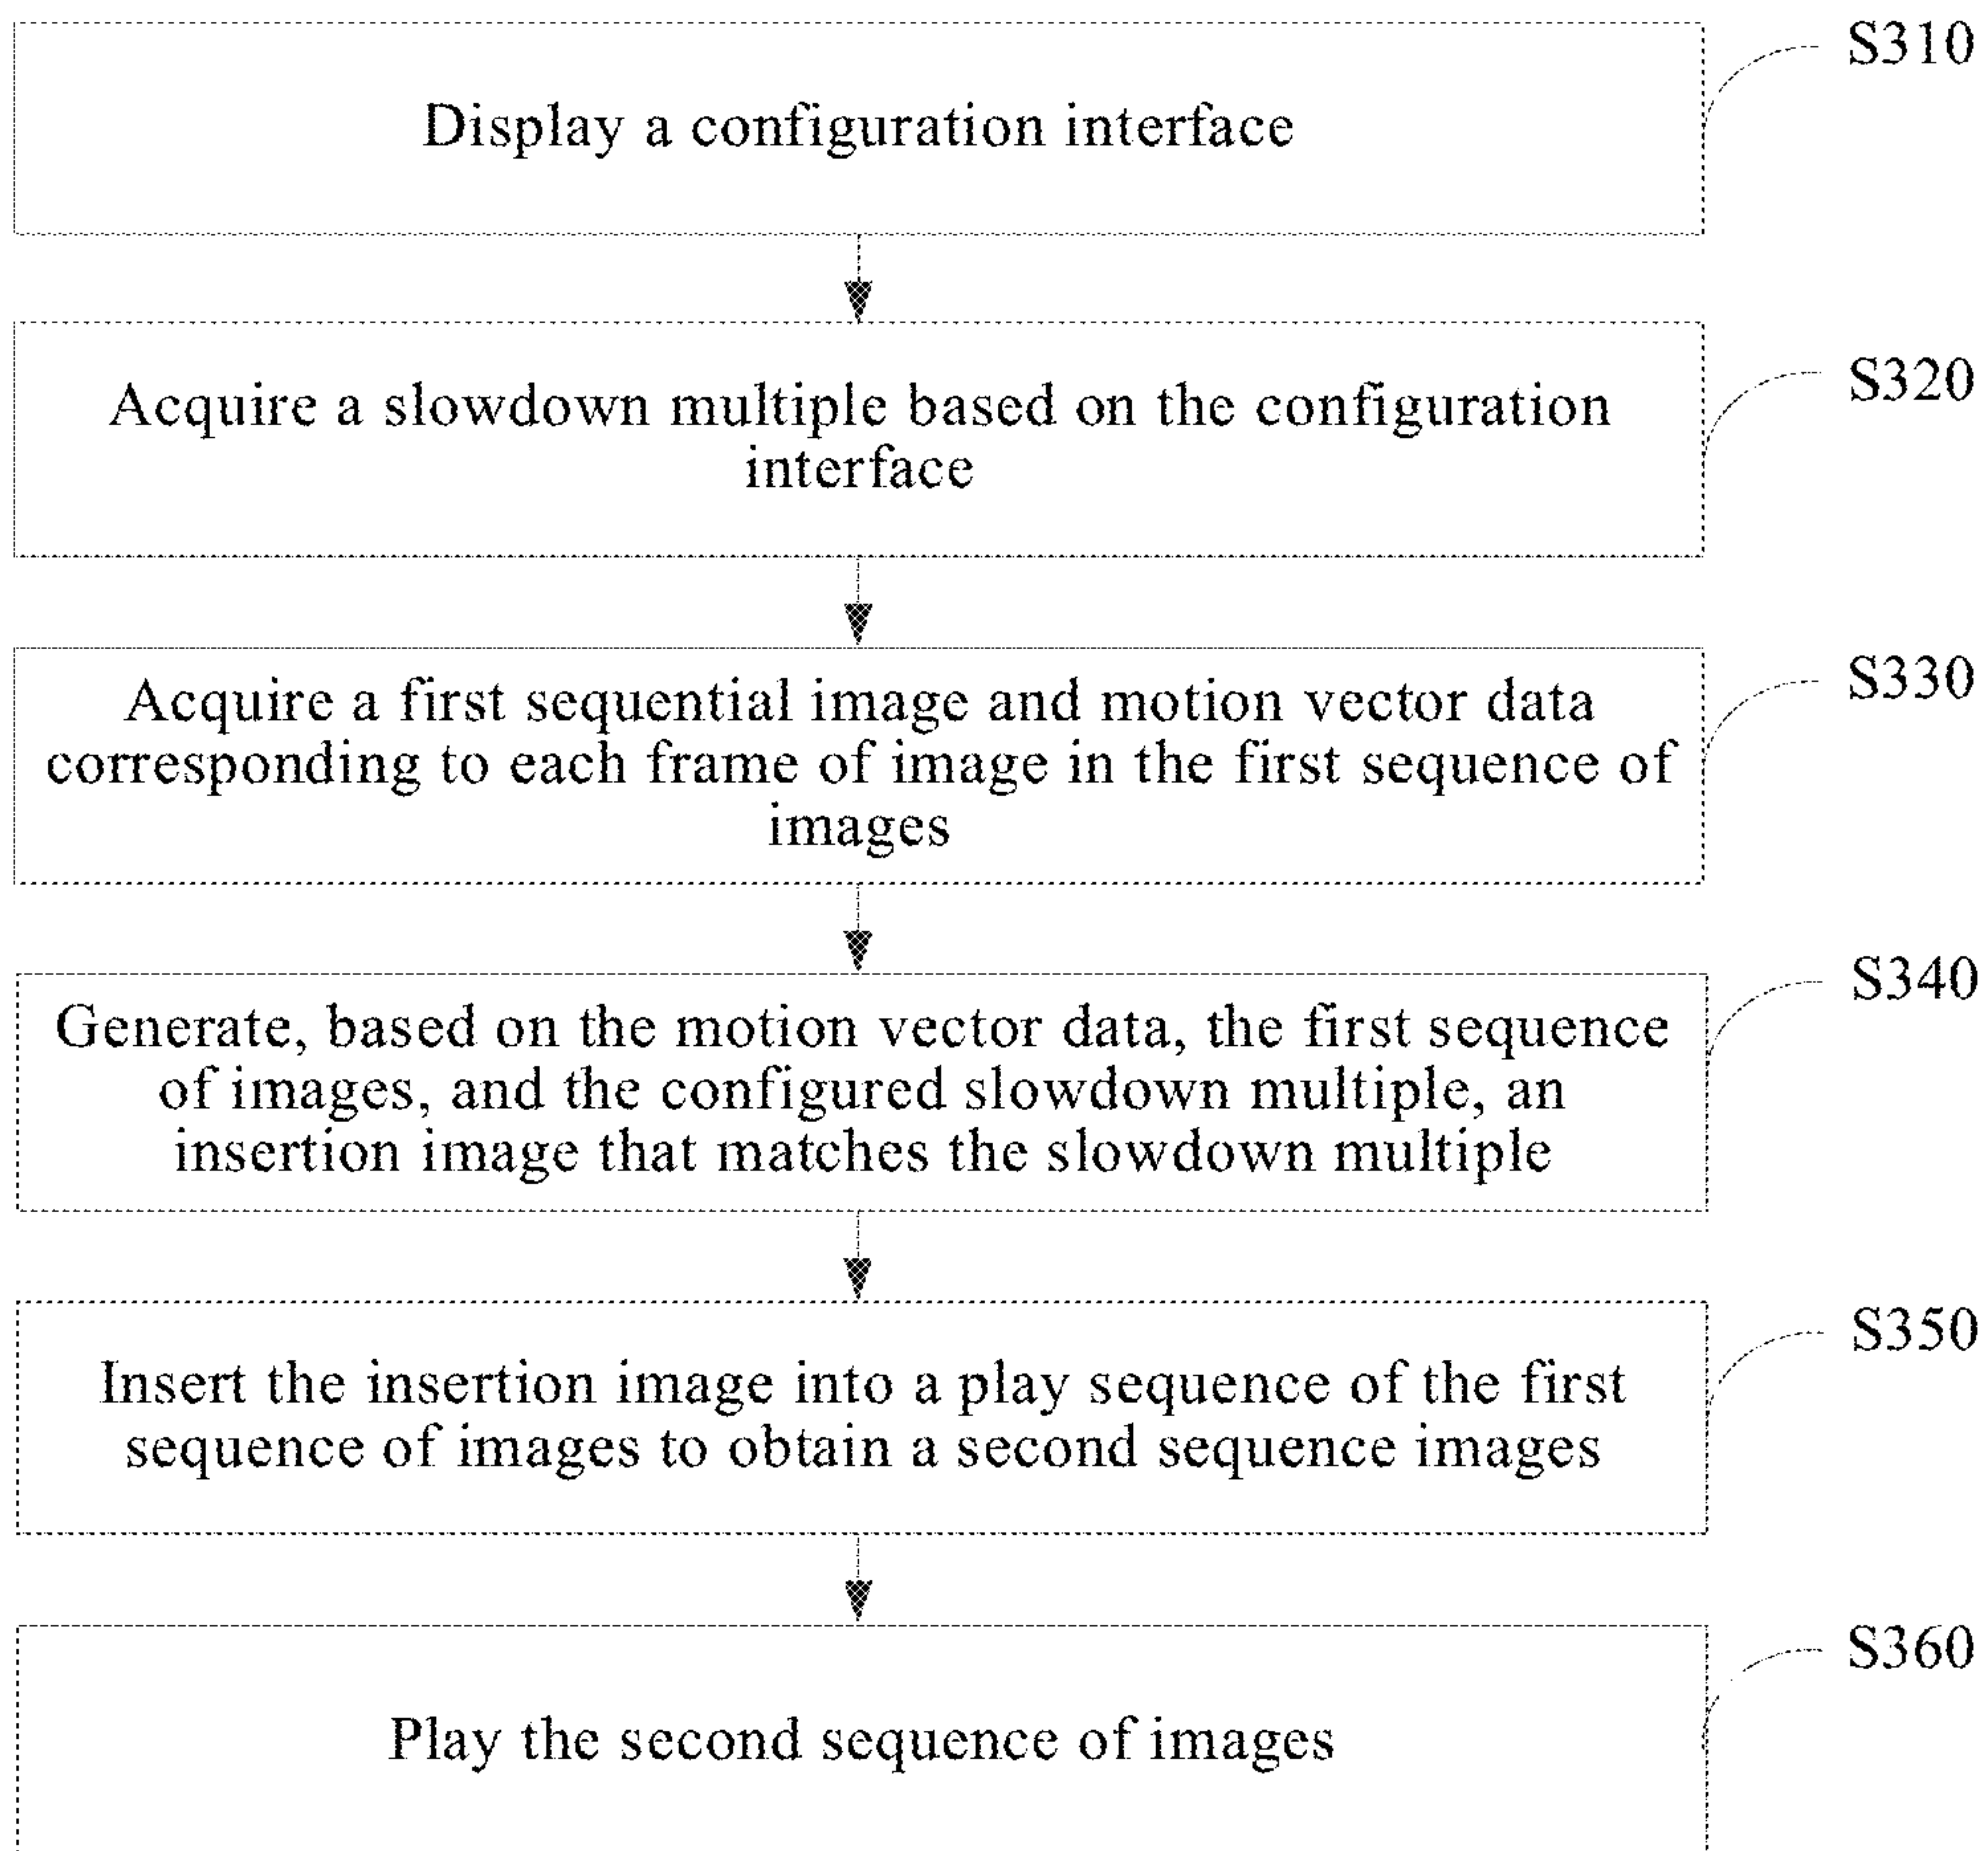 S310
Display a configuration interface
S320
Acquire a slowdown multiple based on the configuration
interface
S330
Acquire a first sequential image and motion vector data
corresponding to each frame of image in the first sequence of
images
S340
Generate, based on the motion vector data, the first sequence
of images, and the configured slowdown multiple, an
insertion image that matches the slowdown multiple
S350
Insert the insertion image into a play sequence of the first
sequence of images to obtain a second sequence images
S360
Play the second sequence of images